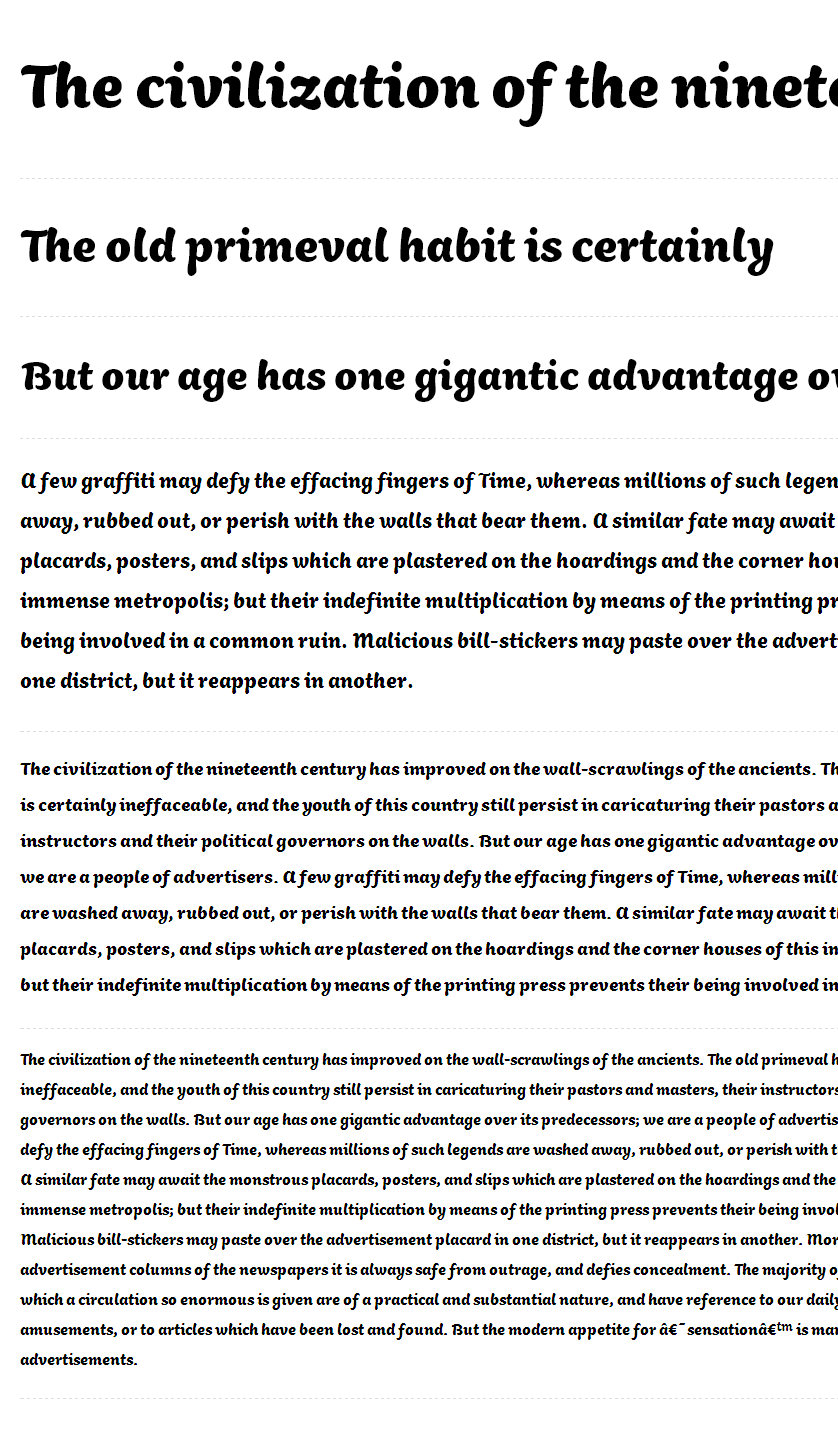 The civilization of the
The old primeval habit is certainly
But our age has one gigantic advantage
A few graffiti may defy the effacing fingers of Time, whereas millions of such
away, rubbed out, or perish with the walls that bear them. A similar fate may await
placards, posters, and slips which are plastered on the hoardings and the corner
immense metropolis; but their indefinite multiplication by means of the printing
being involved in a common ruin. Malicious bill-stickers may paste over the
one district, but it reappears in another.
The civilization of the nineteenth century has improved on the wall-scrawlings of the ancients.
is certainly ineffaceable, and the youth of this country still persist in caricaturing their pastors
instructors and their political governors on the walls. But our age has one gigantic advantage
we are a people of advertisers. A few graffiti may defy the effacing fingers of Time, whereas
are washed away, rubbed out, or perish with the walls that bear them. A similar fate may await
placards, posters, and slips which are plastered on the hoardings and the corner houses of this
but their indefinite multiplication by means of the printing press prevents their being involved in
The civilization of the nineteenth century has improved on the wall-scrawlings of the ancients. The old primeval
ineffaceable, and the youth of this country still persist in caricaturing their pastors and masters, their instructors
governors on the walls. But our age has one gigantic advantage over its predecessors; we are a people of
defy the effacing fingers of Time, whereas millions of such legends are washed away, rubbed out, or perish with
A similar fate may await the monstrous placards, posters, and slips which are plastered on the hoardings and the
immense metropolis; but their indefinite multiplication by means of the printing press prevents their being
Malicious bill-stickers may paste over the advertisement placard in one district, but it reappears in another.
advertisement columns of the newspapers it is always safe from outrage, and defies concealment. The majority
which a circulation so enormous is given are of a practical and substantial nature, and have reference to our
amusements, or to articles which have been lost and found. But the modern appetite for â€˜sensationâ€™ is
advertisements.